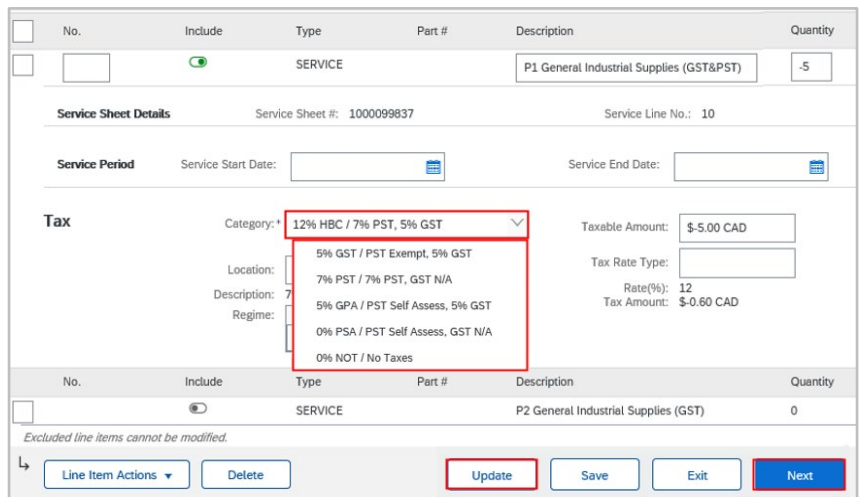 No. Include Type Part # Description Quantity
SERVICE P1 General Industrial Supplies (GST&PST) -5
Service Sheet Details Service Sheet #: 1000099837 Service Line No.: 10
Service Period Service Start Date: Service End Date:
Tax Category:* 12% HBC / 7% PST, 5% GST Taxable Amount: $-5.00 CAD
5% GST / PST Exempt, 5% GST
Location: 7% PST / 7% PST, GST N/A Tax Rate Type:
Description: 7 5% GPA / PST Self Assess, 5% GST Rate(%): 12
Regime: 0% PSA / PST Self Assess, GST N/A Tax Amount: $-0.60 CAD
0% NOT / No Taxes
No. Include Type Part # Description Quantity
SERVICE P2 General Industrial Supplies (GST) 0
Excluded line items cannot be modified.
Line Item Actions Delete Update Save Exit Next